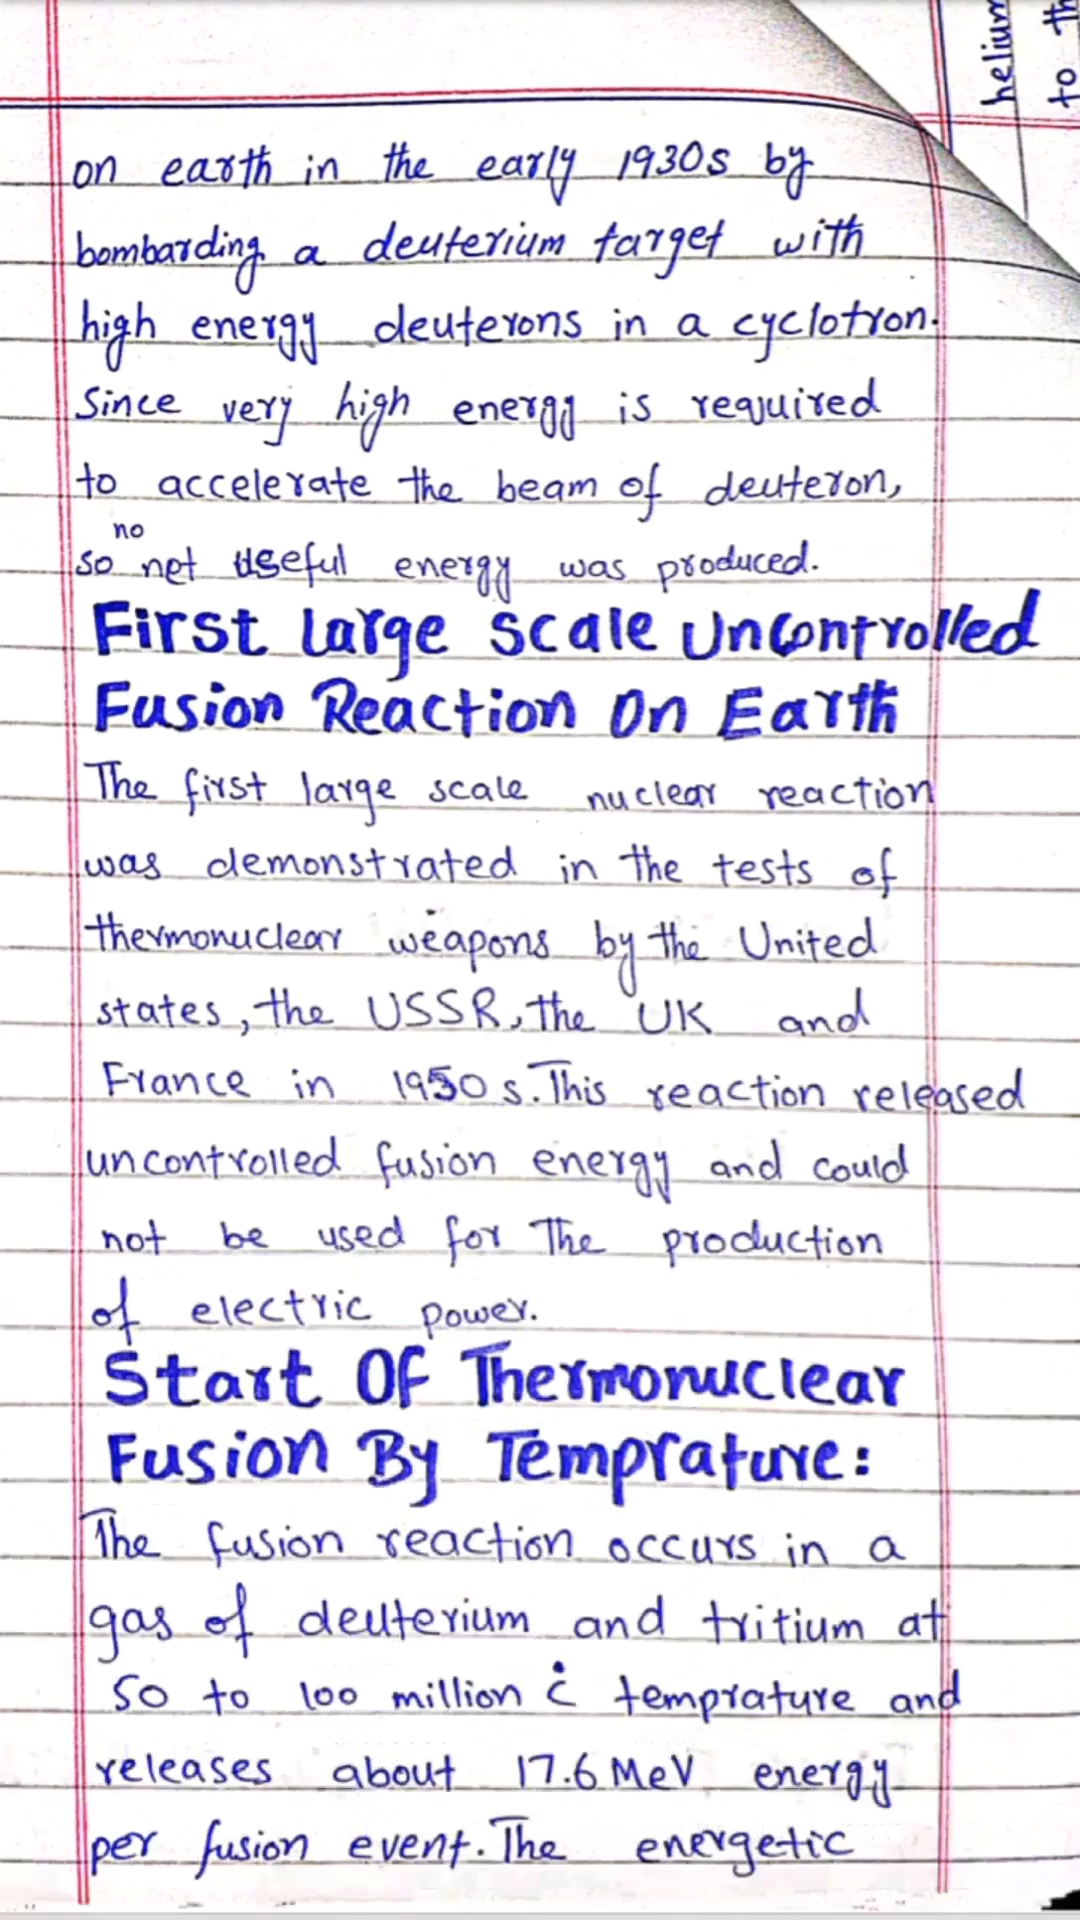 helium
to th
on earth in the early 1930s by
bombarding a deuterium target with
high energy deuterons in a cyclotron.
Since very high energy is required
to accelerate the beam of deuteron,
no
so net useful energy was produced.
First Large Scale Uncontrolled
Fusion Reaction On Earth
The first large scale nuclear reaction
was demonstrated in the tests of
thermonuclear weapons by the United
states, the USSR, the UK and
France in 1950s. This reaction released
uncontrolled fusion energy and could
not be used for The production
of electric power.
Start OF Thermonuclear
Fusion By Temprature:
The fusion reaction occurs in a
gas of deuterium and tritium at
50 to 100 million c° temprature and
releases about 17.6 MeV energy
per fusion event. The energetic